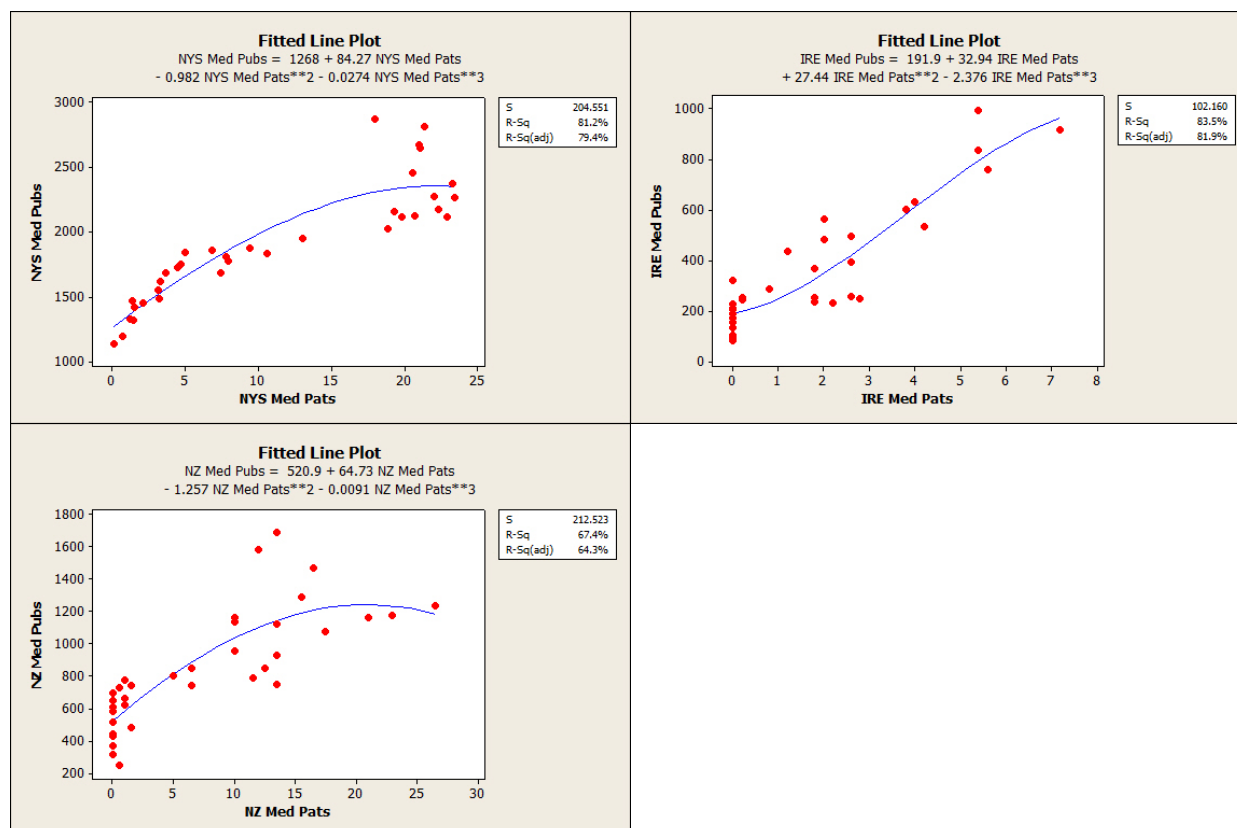 Fitted Line Plot
NYS Med Pubs = 1268 + 84.27 NYS Med Pats
- 0.982 NYS Med Pats**2 - 0.0274 NYS Med Pats**3
S 204.551
R-Sq 81.2%
R-Sq(adj) 79.4%
NYS Med Pubs
3000
2500
2000
1500
1000
0 5 10 15 20 25
NYS Med Pats
Fitted Line Plot
IRE Med Pubs = 191.9 + 32.94 IRE Med Pats
+ 27.44 IRE Med Pats**2 - 2.376 IRE Med Pats**3
S 102.160
R-Sq 83.5%
R-Sq(adj) 81.9%
IRE Med Pubs
1000
800
600
400
200
0
0 1 2 3 4 5 6 7 8
IRE Med Pats
Fitted Line Plot
NZ Med Pubs = 520.9 + 64.73 NZ Med Pats
- 1.257 NZ Med Pats**2 - 0.0091 NZ Med Pats**3
S 212.523
R-Sq 67.4%
R-Sq(adj) 64.3%
NZ Med Pubs
1800
1600
1400
1200
1000
800
600
400
200
0 5 10 15 20 25 30
NZ Med Pats